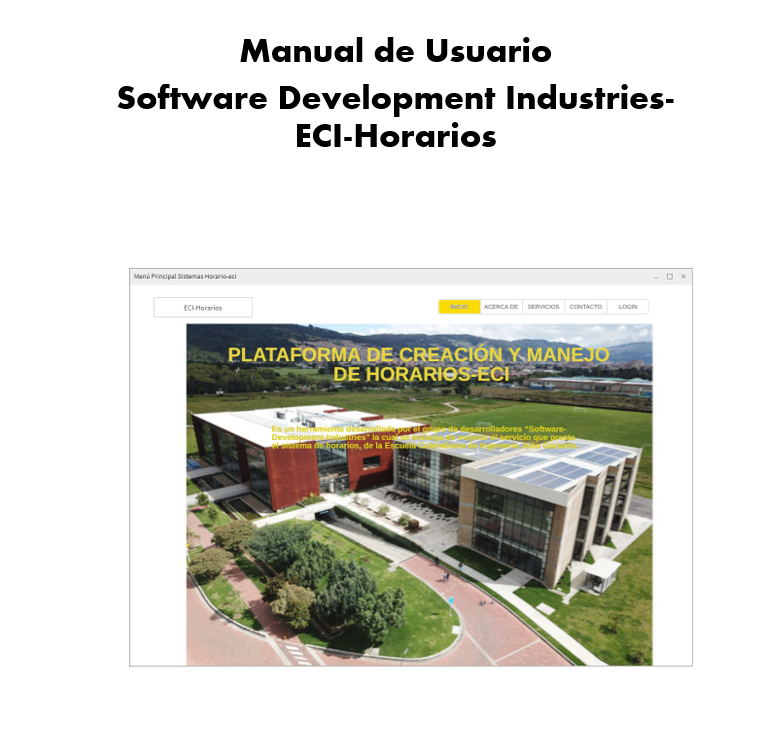 Manual de Usuario
Software Development Industries-
ECI-Horarios
Menú Principal Sistemas Horario-eci
ECI-Horarios
INICIO
ACERCA DE
SERVICIOS
CONTACTO
LOGIN
PLATAFORMA DE CREACIÓN Y MANEJO
DE HORARIOS-ECI
Es un herramienta desarrollada por el grupo de desarrolladores "Software-
Development Industries" la cual el servicio que presta
el sistema de horarios, de la Escuela